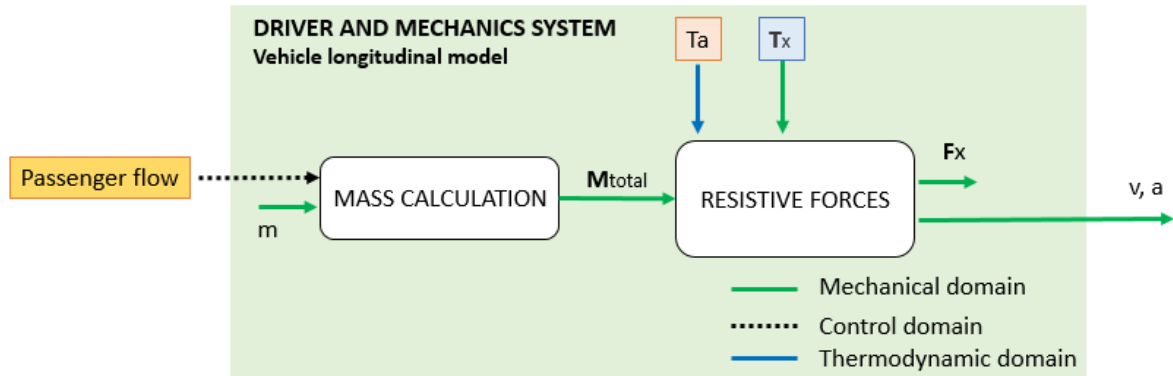 DRIVER AND MECHANICS SYSTEM
Vehicle longitudinal model
Ta
Tx
Passenger flow
m
MASS CALCULATION
Mtotal
RESISTIVE FORCES
Fx
v, a
Mechanical domain
Control domain
Thermodynamic domain